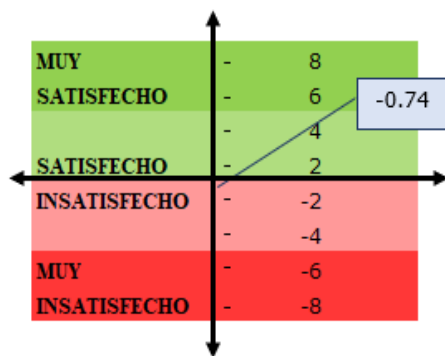 MUY - 8
SATISFECHO - 6
-0.74
- 4
SATISFECHO - 2
INSATISFECHO - -2
- -4
MUY - -6
INSATISFECHO - -8